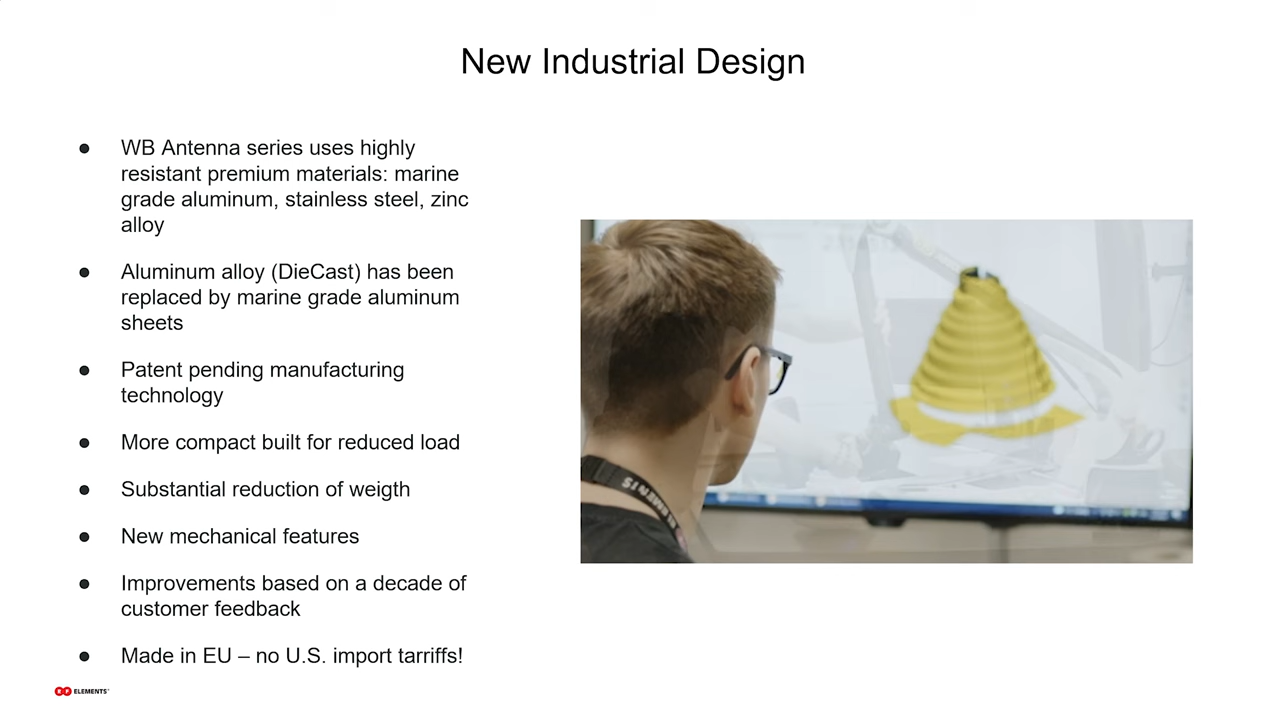 New Industrial Design
● WB Antenna series uses highly
resistant premium materials: marine
grade aluminum, stainless steel, zinc
alloy
● Aluminum alloy (DieCast) has been
replaced by marine grade aluminum
sheets
● Patent pending manufacturing
technology
● More compact built for reduced load
● Substantial reduction of weigth
● New mechanical features
● Improvements based on a decade of
customer feedback
● Made in EU – no U.S. import tarriffs!
ELEMENTS
RF ELEMENTS